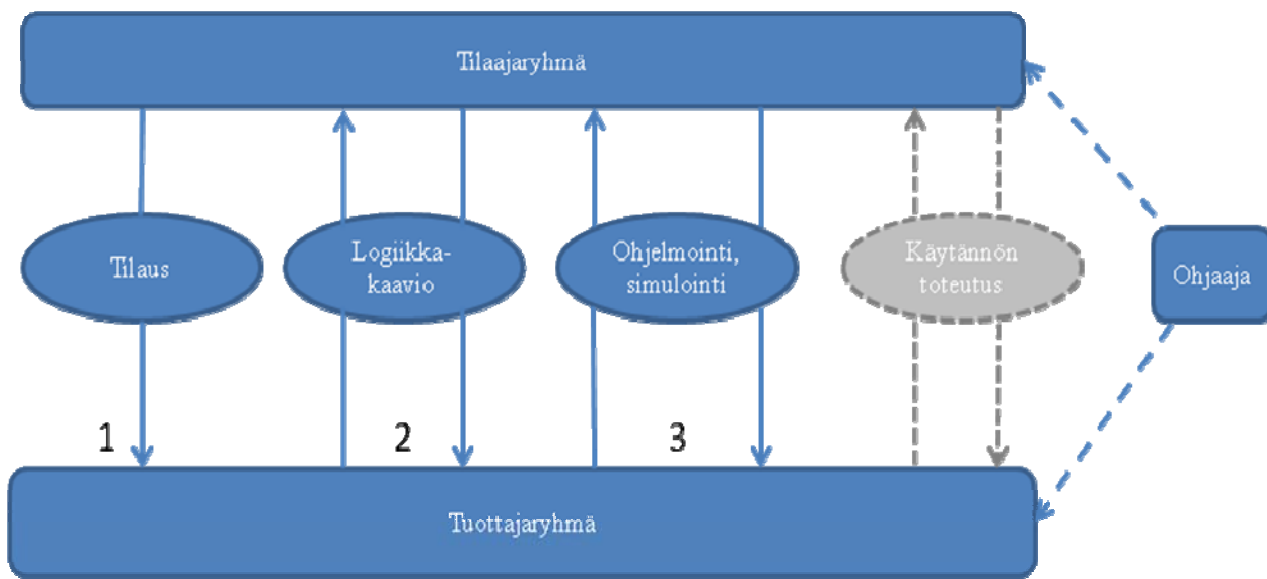 Tilaajaryhmä
Tilaus
Logiikka-
kaavio
Ohjelmointi,
simulointi
Käytännön
toteutus
Ohjaaja
1
2
3
Tuottajaryhmä